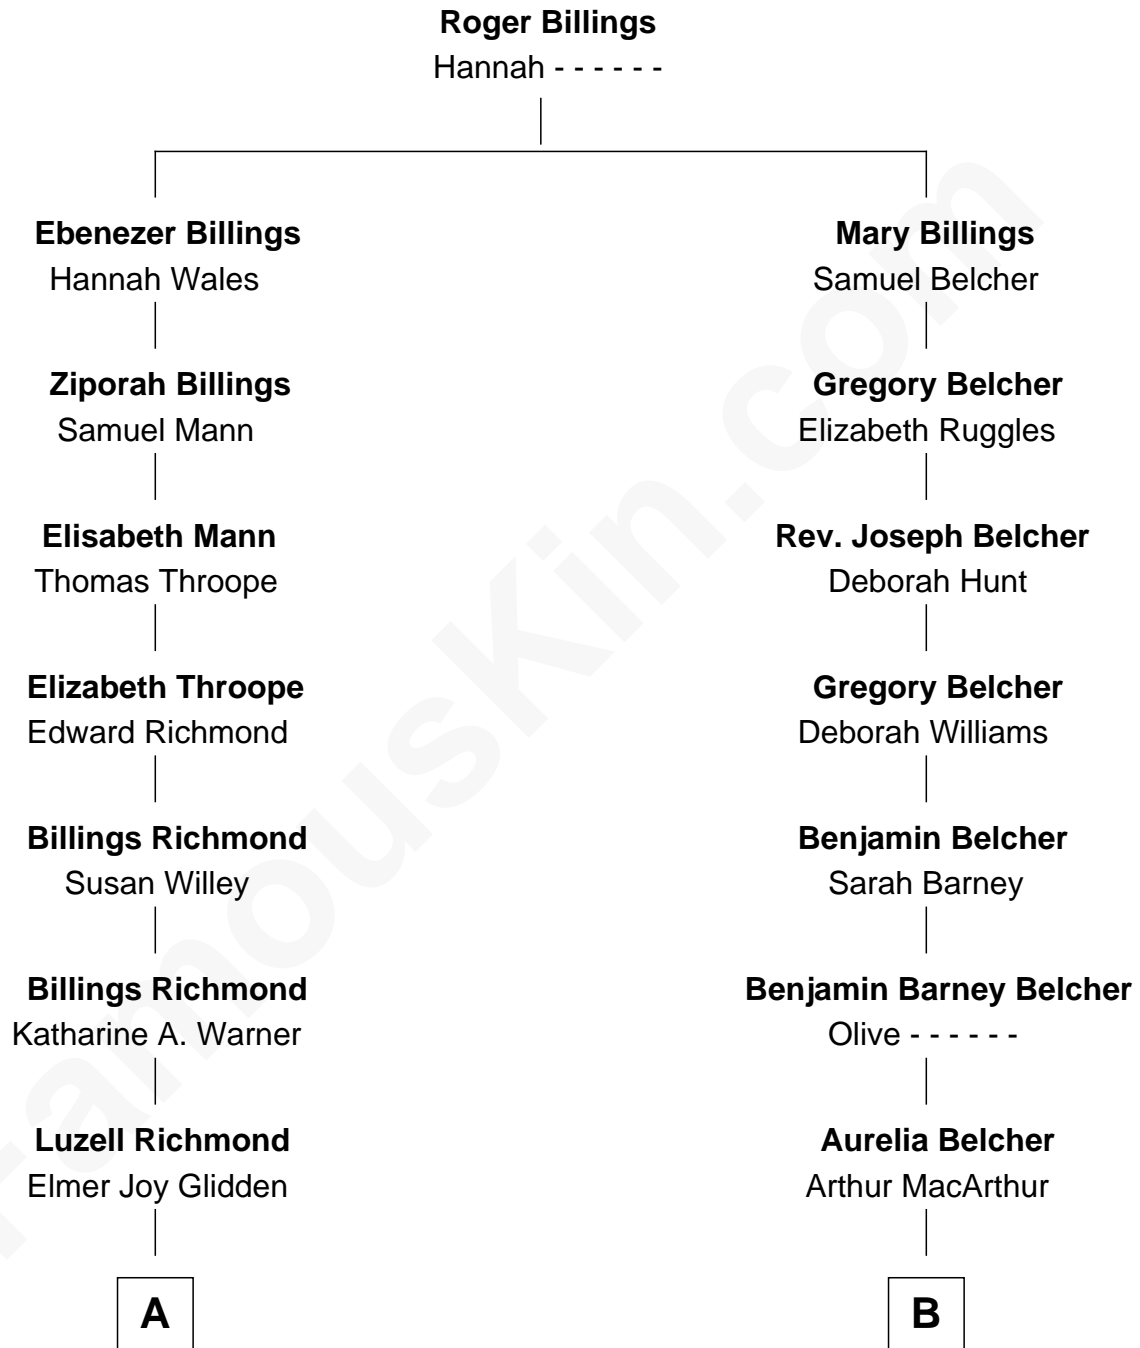 Roger Billings
Hannah - - - - - -
Ebenezer Billings
Hannah Wales
Mary Billings
Samuel Belcher
Ziporah Billings
Samuel Mann
Gregory Belcher
Elizabeth Ruggles
Elisabeth Mann
Thomas Throope
Rev. Joseph Belcher
Deborah Hunt
Elizabeth Throope
Edward Richmond
Gregory Belcher
Deborah Williams
Billings Richmond
Susan Willey
Benjamin Belcher
Sarah Barney
Billings Richmond
Katharine A. Warner
Benjamin Barney Belcher
Olive - - - - - -
Luzell Richmond
Elmer Joy Glidden
Aurelia Belcher
Arthur MacArthur
A
B
FamousKin.com